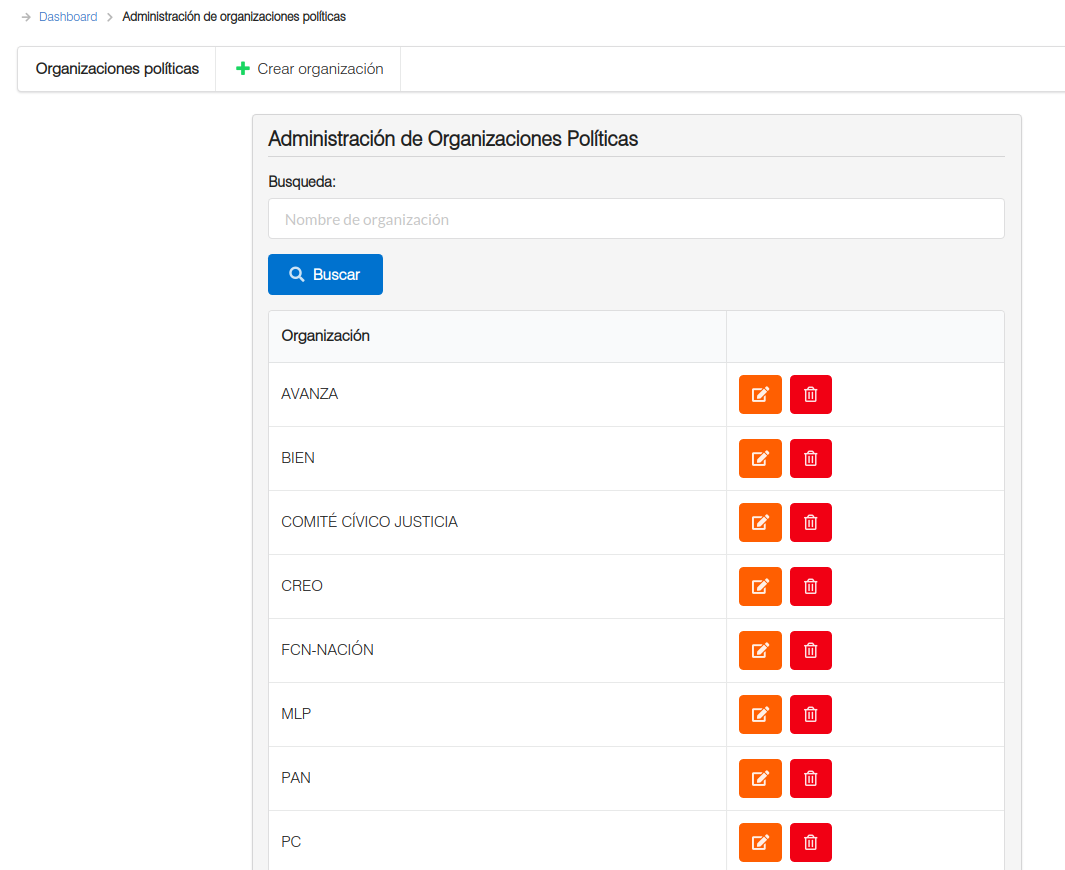 Dashboard Administración de organizaciones políticas
Organizaciones políticas Crear organización
Administración de Organizaciones Políticas
Busqueda:
Nombre de organización
Buscar
Organización
AVANZA
BIEN
COMITÉ CÍVICO JUSTICIA
CREO
FCN-NACIÓN
MLP
PAN
PC